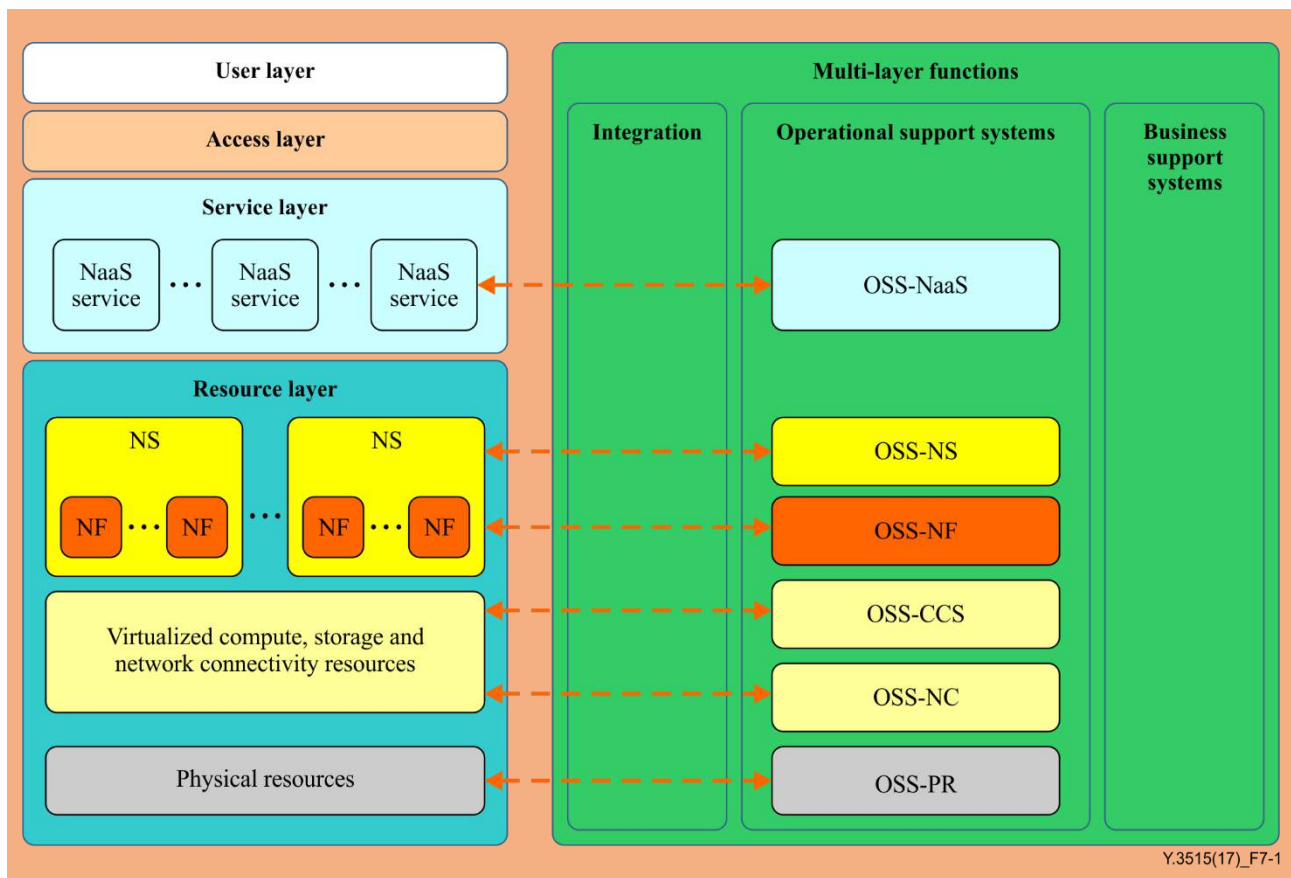 User layer
Access layer
Service layer
NaaS
service
...
NaaS
service
...
NaaS
service
Resource layer
NS
NF
...
NF
...
NS
NF
...
NF
Virtualized compute, storage and
network connectivity resources
Physical resources
Multi-layer functions
Integration
Operational support systems
OSS-NaaS
OSS-NS
OSS-NF
OSS-CCS
OSS-NC
OSS-PR
Business
support
systems
Y.3515(17)_F7-1